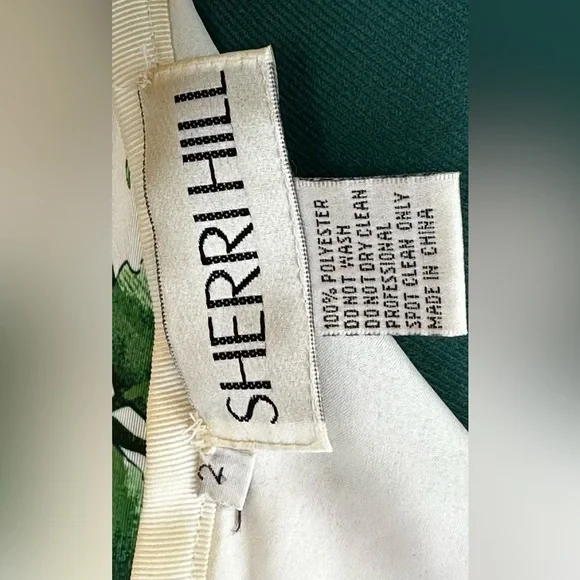 SHERRI HILL
100% POLYESTER
DO NOT WASH
DO NOT DRY CLEAN
PROFESSIONAL
SPOT CLEAN ONLY
MADE IN CHINA
2